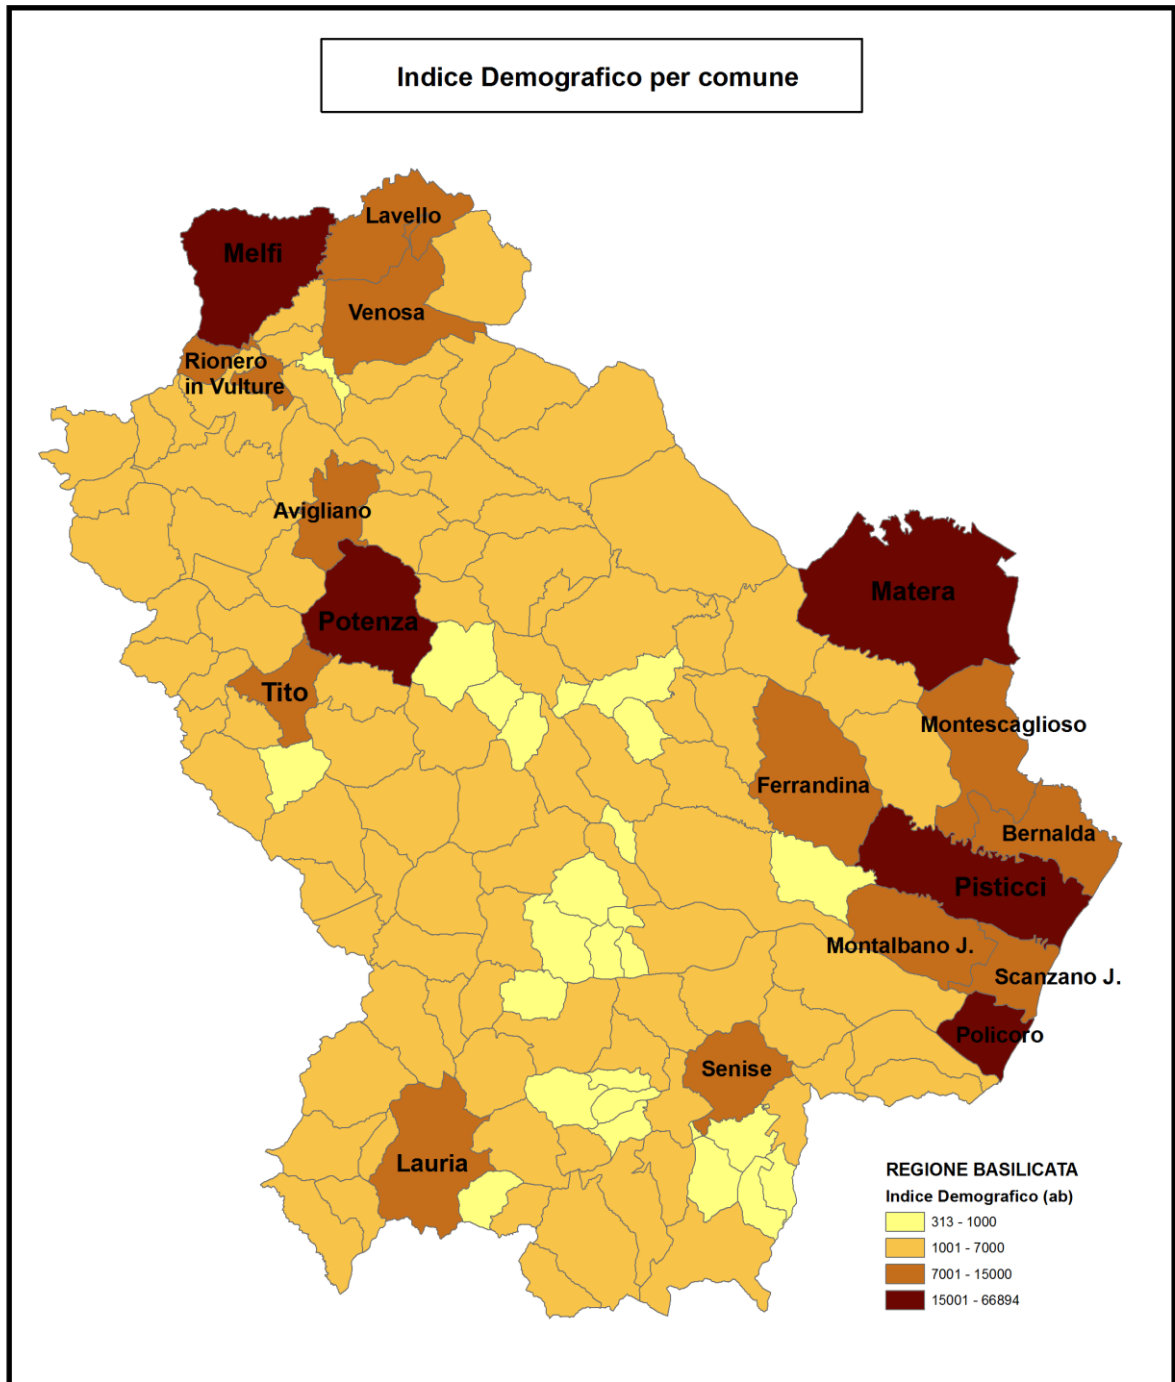 Indice Demografico per comune
Lavello
Melfi
Venosa
Rionero
in Vulture
Avigliano
Matera
Potenza
Tito
Montescaglioso
Ferrandina
Bernalda
Pisticci
Montalbano J.
Scanzano J.
Policoro
Senise
Lauria
REGIONE BASILICATA
Indice Demografico (ab)
313 - 1000
1001 - 7000
7001 - 15000
15001 - 66894